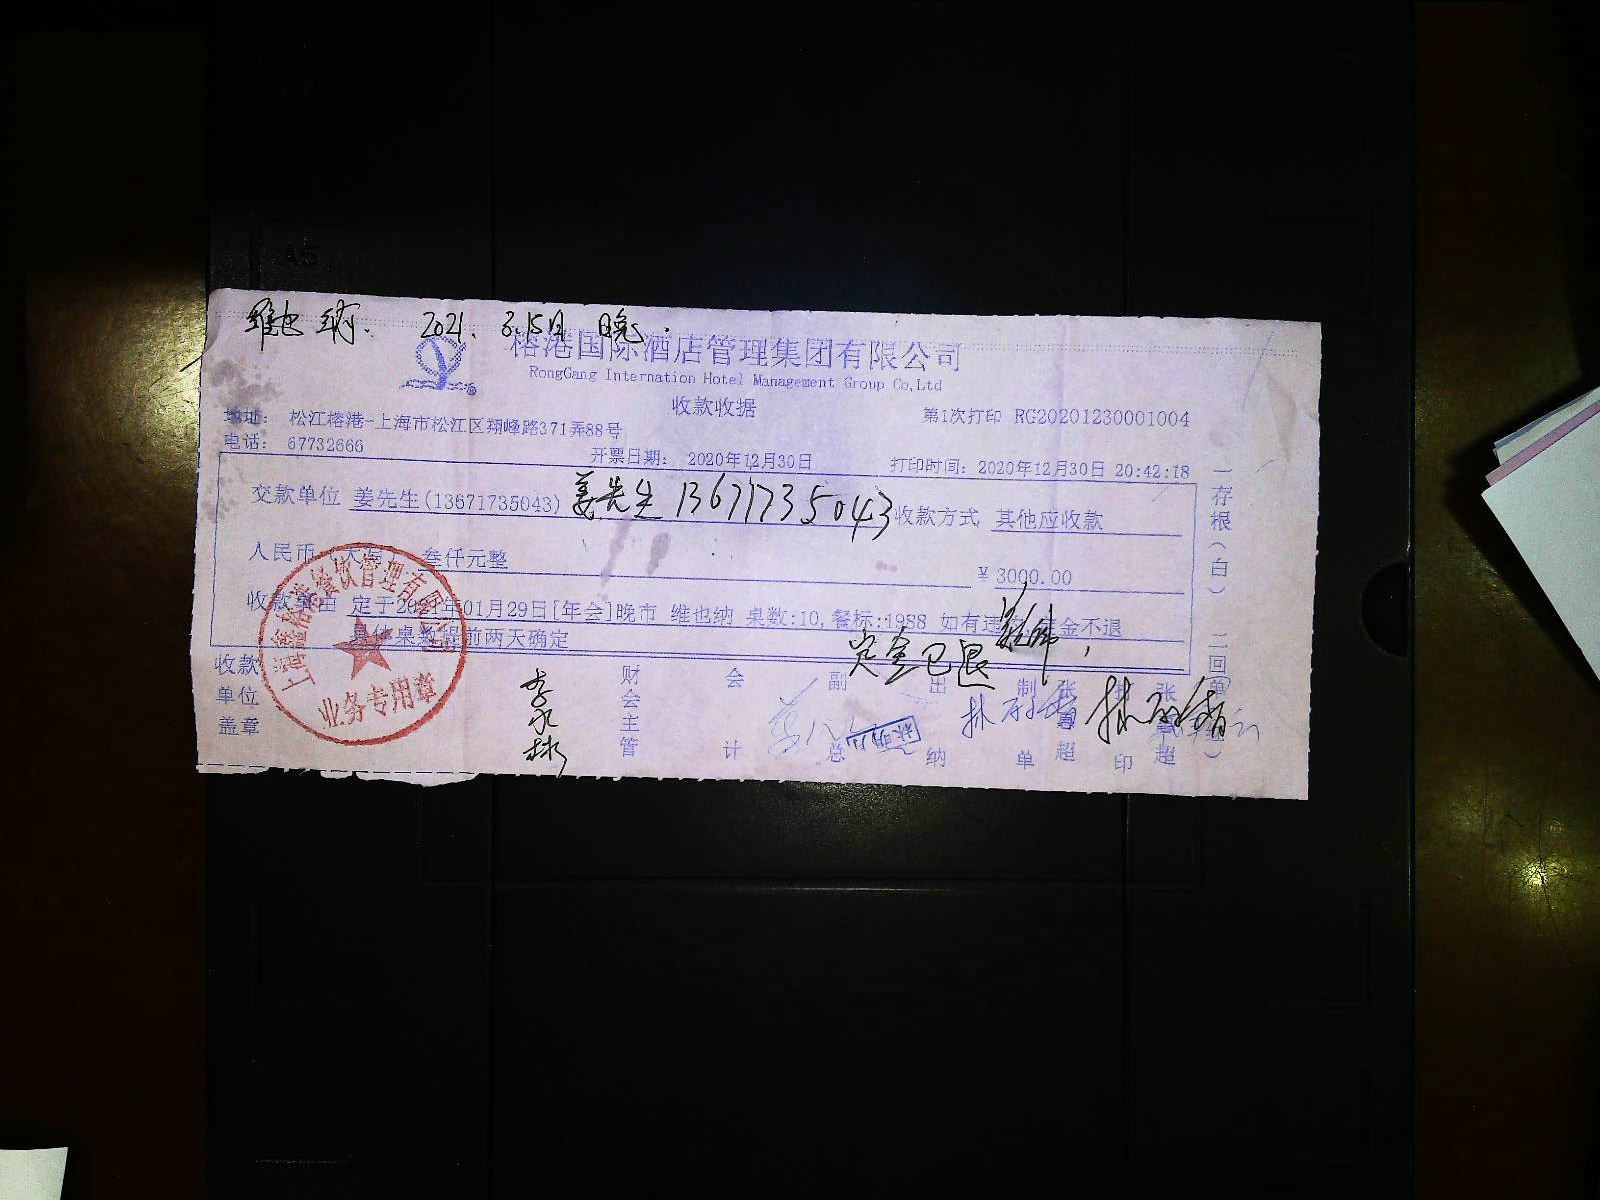 维也纳. 2021. 3.15日 晚.
榕港国际酒店管理集团有限公司
RongGang Internation Hotel Management Group Co,Ltd
收款收据
第1次打印 RG20201230001004
地址: 松江榕港-上海市松江区翔峰路371弄88号
电话: 67732666
开票日期: 2020年12月30日
打印时间: 2020年12月30日 20:42:18
交款单位 姜先生(13671735043) 姜先生 13671735043 收款方式 其他应收款
人民币(大写) 叁仟元整
¥ 3000.00
收款事由 定于2021年01月29日[年会]晚市 维也纳 桌数:10,餐标:1988 如有违约 定金不退
具体桌数提前两天确定
定金已退
收款单位盖章
业务专用章
李永彬
财会主管
会计
副总
出纳
制单
张超
打印
张超
一存根(白)
二回单